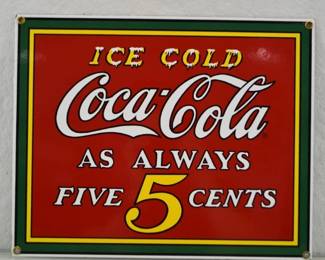 ICE COLD
Coca-Cola
AS ALWAYS
FIVE 5 CENTS